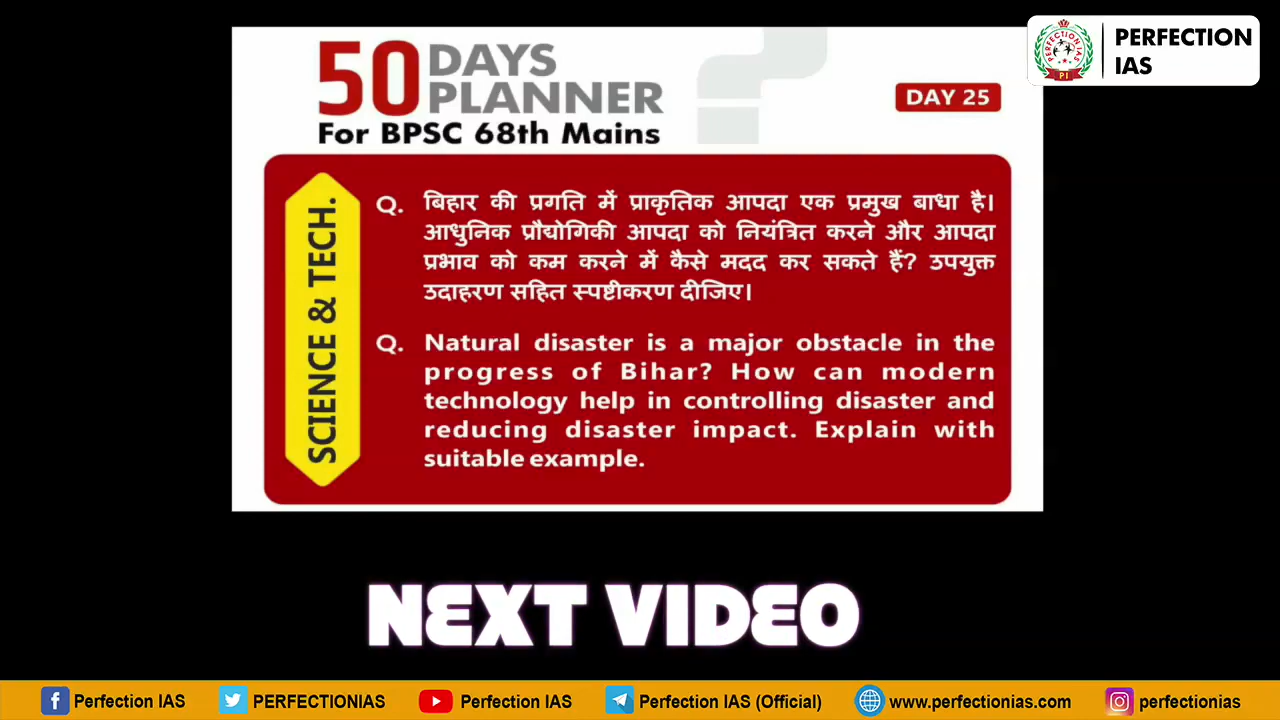 PERFECTION
IAS
PERFECTION IAS
PI
50 DAYS
PLANNER
For BPSC 68th Mains
DAY 25
SCIENCE & TECH.
Q. बिहार की प्रगति में प्राकृतिक आपदा एक प्रमुख बाधा है।
आधुनिक प्रौद्योगिकी आपदा को नियंत्रित करने और आपदा
प्रभाव को कम करने में कैसे मदद कर सकते हैं? उपयुक्त
उदाहरण सहित स्पष्टीकरण दीजिए।
Q. Natural disaster is a major obstacle in the
progress of Bihar? How can modern
technology help in controlling disaster and
reducing disaster impact. Explain with
suitable example.
NEXT VIDEO
Perfection IAS PERFECTIONIAS Perfection IAS Perfection IAS (Official) www.perfectionias.com perfectionias